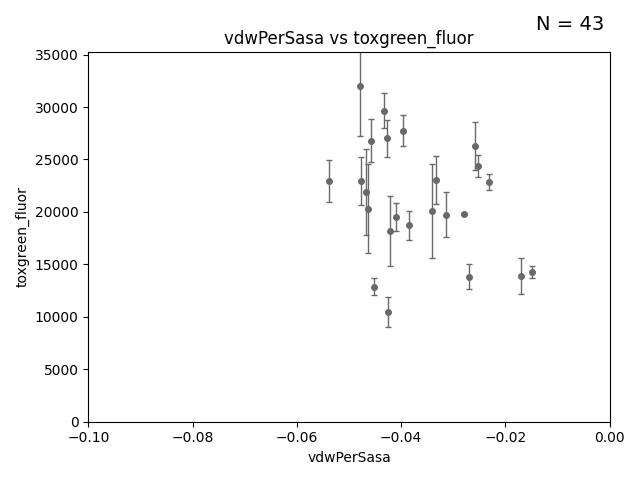 N = 43
vdwPerSasa vs toxgreen_fluor
35000
30000
25000
20000
15000
10000
5000
0
toxgreen_fluor
−0.10 −0.08 −0.06 −0.04 −0.02 0.00
vdwPerSasa